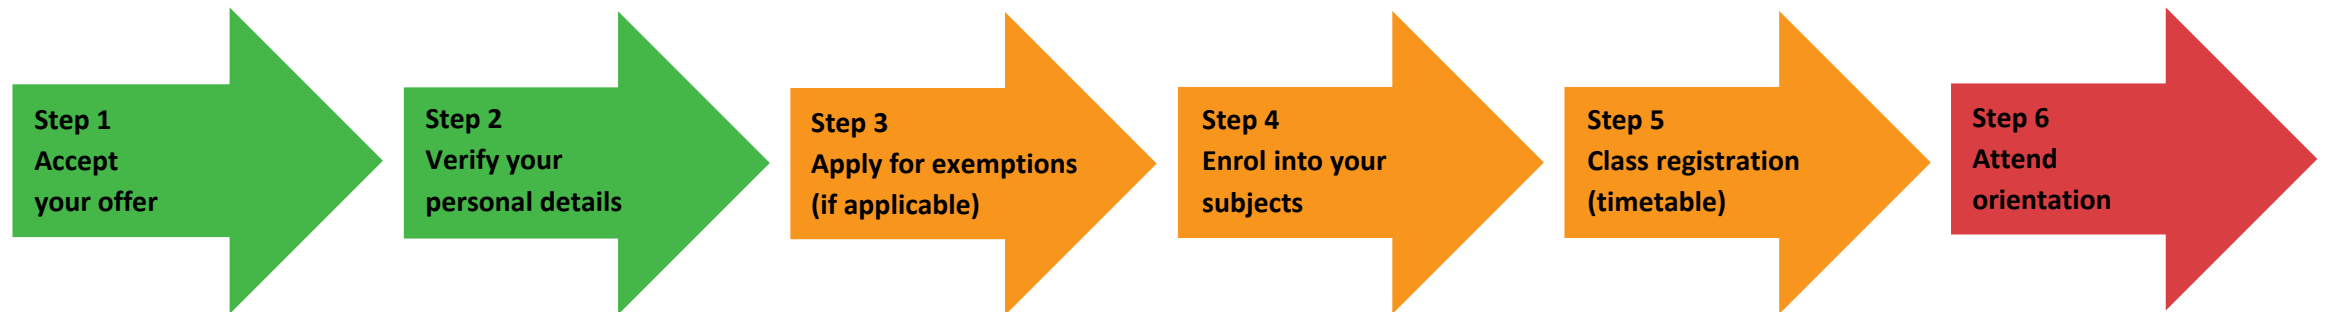 Step 1
Accept
your offer
Step 2
Verify your
personal details
Step 3
Apply for exemptions
(if applicable)
Step 4
Enrol into your
subjects
Step 5
Class registration
(timetable)
Step 6
Attend
orientation